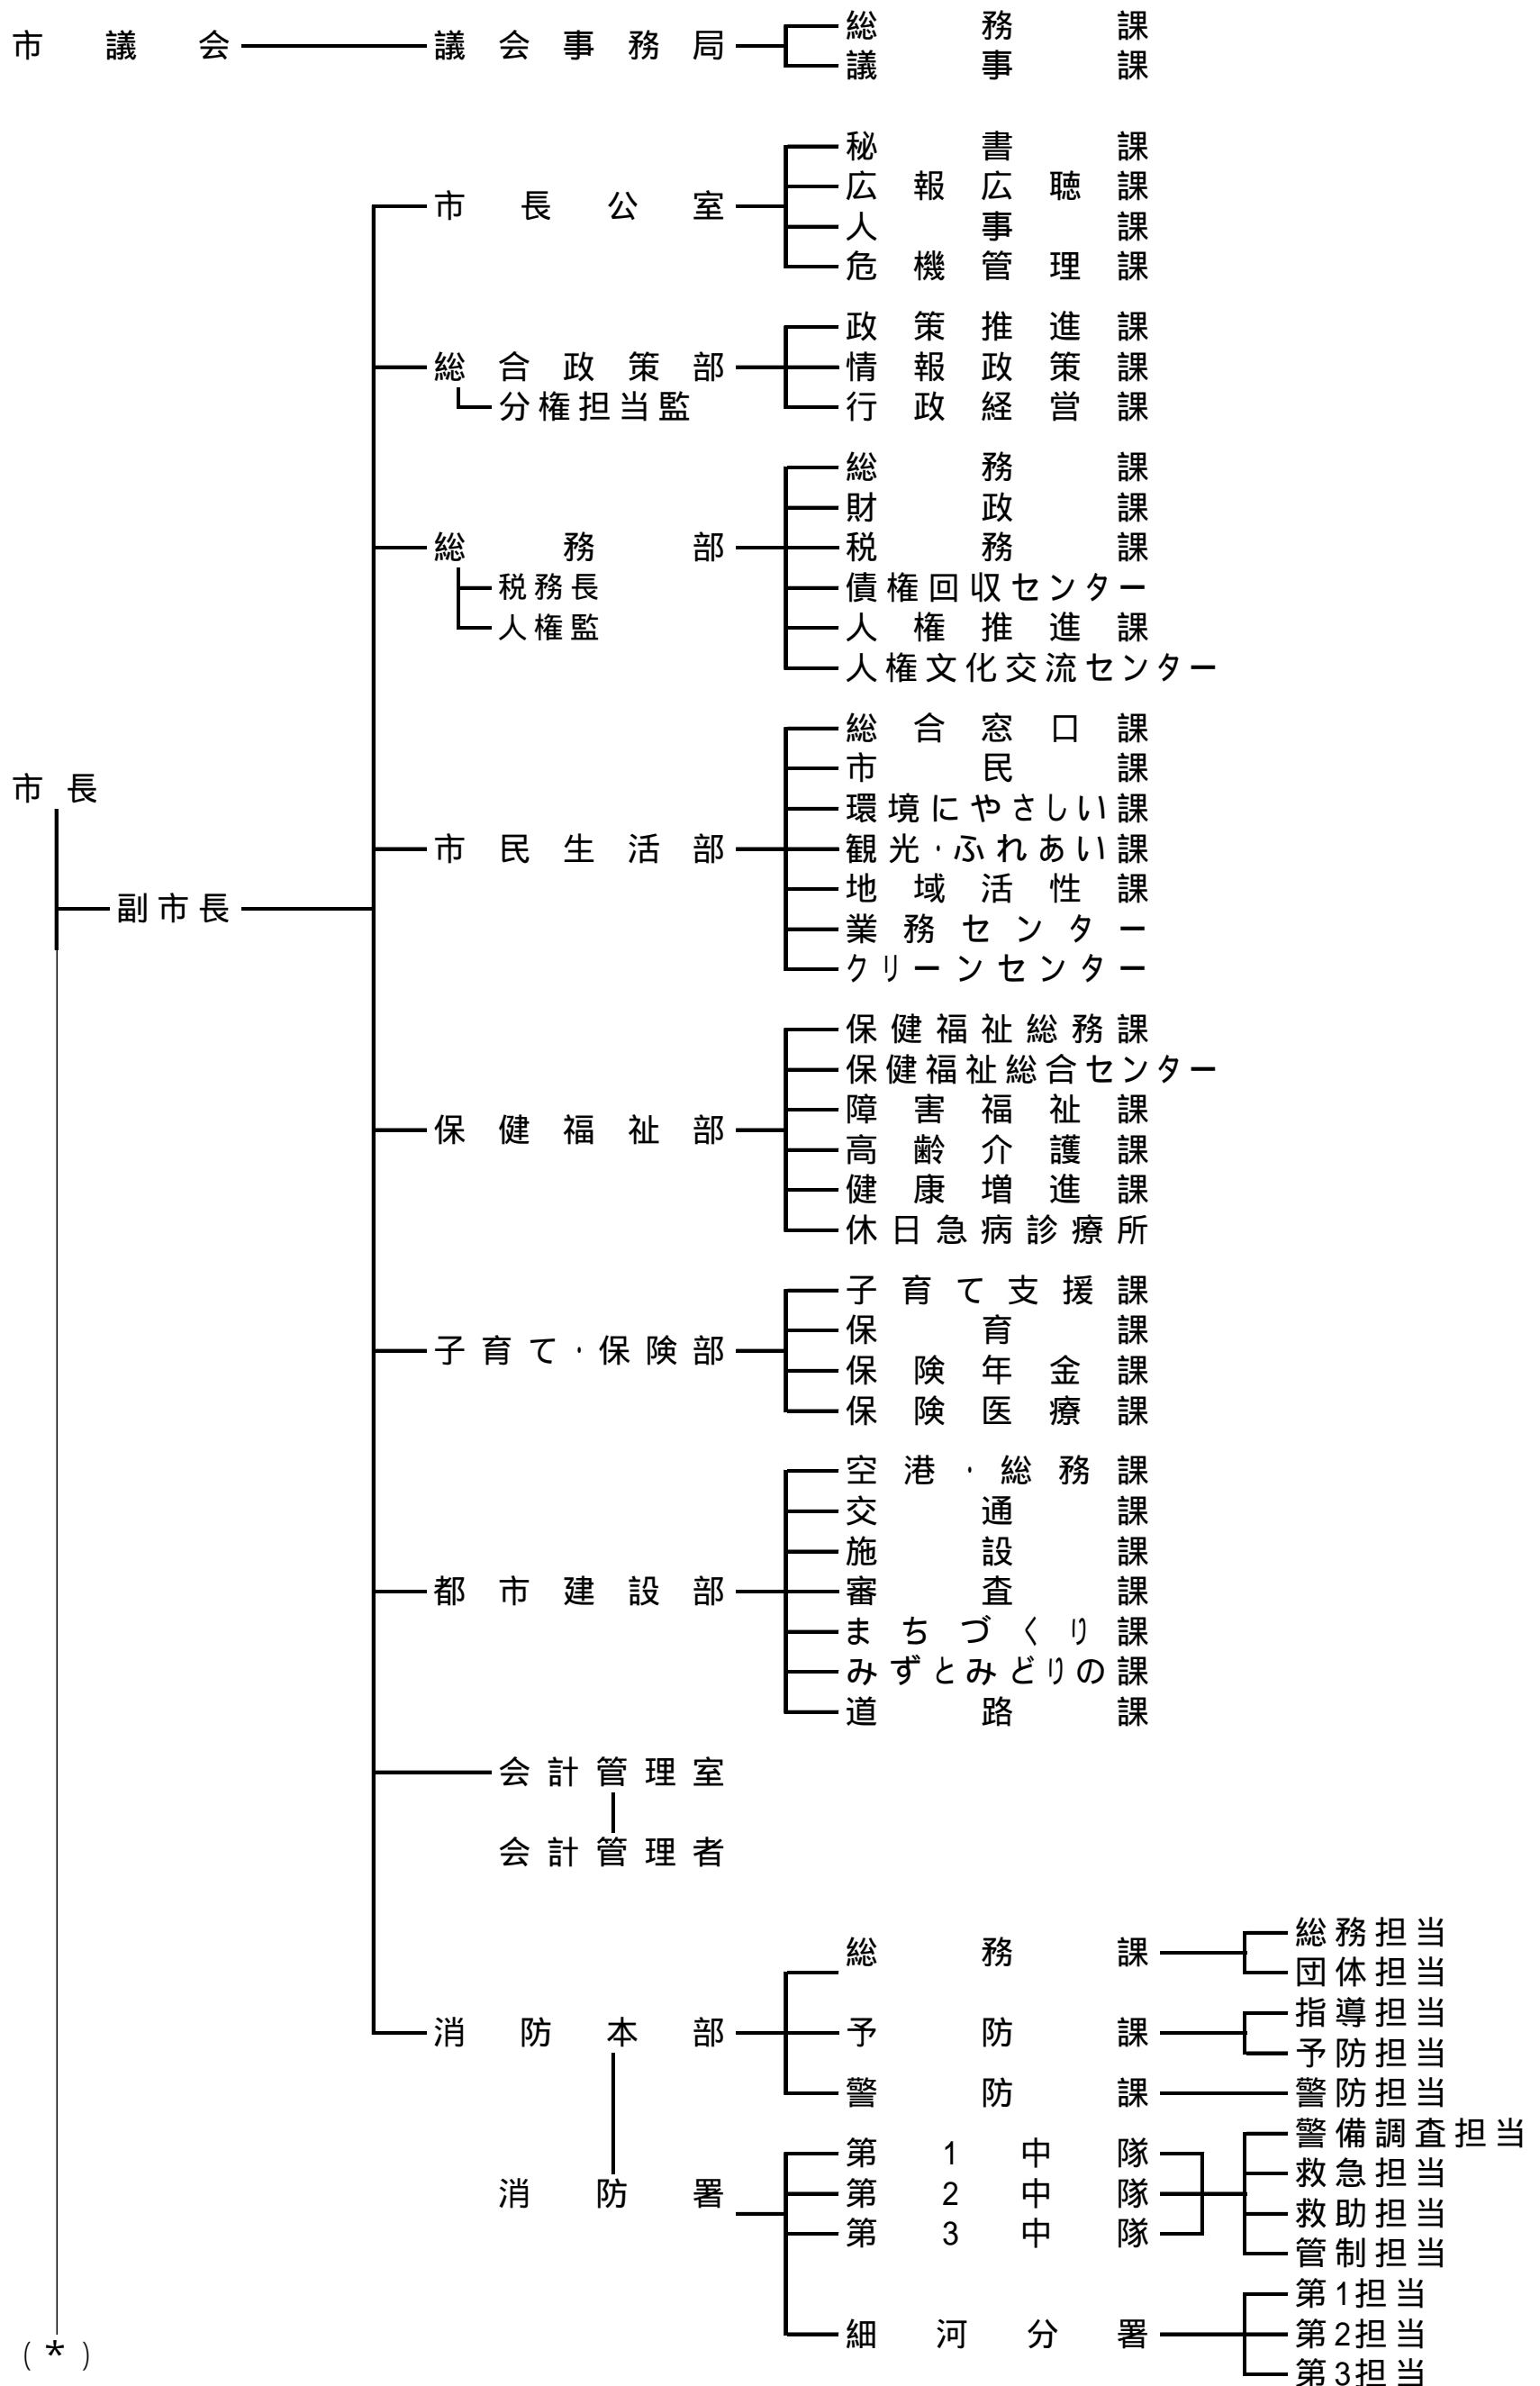 市議会 議会事務局 総務課
議事課
秘書課
広報広聴課
市長公室
人事課
危機管理課
政策推進課
総合政策部 情報政策課
分権担当監 行政経営課
総務課
財政課
総務部 税務課
税務長 債権回収センター
人権監 人権推進課
人権文化交流センター
総合窓口課
市民課
市長
環境にやさしい課
市民生活部 観光・ふれあい課
地域活性課
副市長
業務センター
クリーンセンター
保健福祉総務課
保健福祉総合センター
障害福祉課
保健福祉部
高齢介護課
健康増進課
休日急病診療所
子育て支援課
保育課
子育て・保険部
保険年金課
保険医療課
空港・総務課
交通課
施設課
都市建設部 審査課
まちづくり課
みずとみどりの課
道路課
会計管理室
会計管理者
総務担当
総務課
団体担当
指導担当
消防本部 予防課
予防担当
警防課 警防担当
警備調査担当
第1中隊
救急担当
消防署 第2中隊
救助担当
第3中隊
管制担当
第1担当
細河分署 第2担当
(*)
第3担当